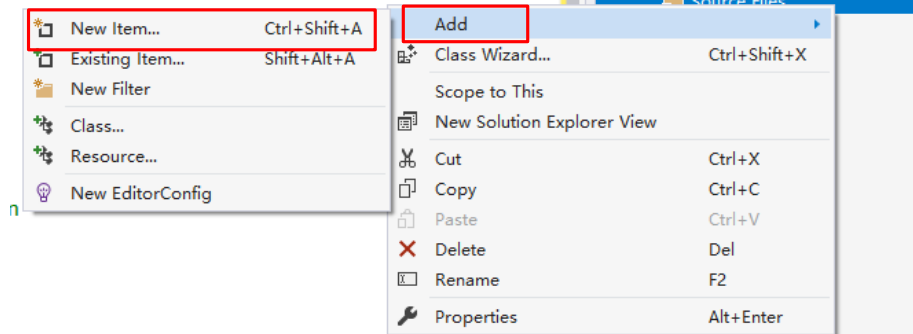 Source Files
New Item... Ctrl+Shift+A
Existing Item... Shift+Alt+A
New Filter
Class...
Resource...
New EditorConfig
n
Add
Class Wizard... Ctrl+Shift+X
Scope to This
New Solution Explorer View
Cut Ctrl+X
Copy Ctrl+C
Paste Ctrl+V
Delete Del
Rename F2
Properties Alt+Enter